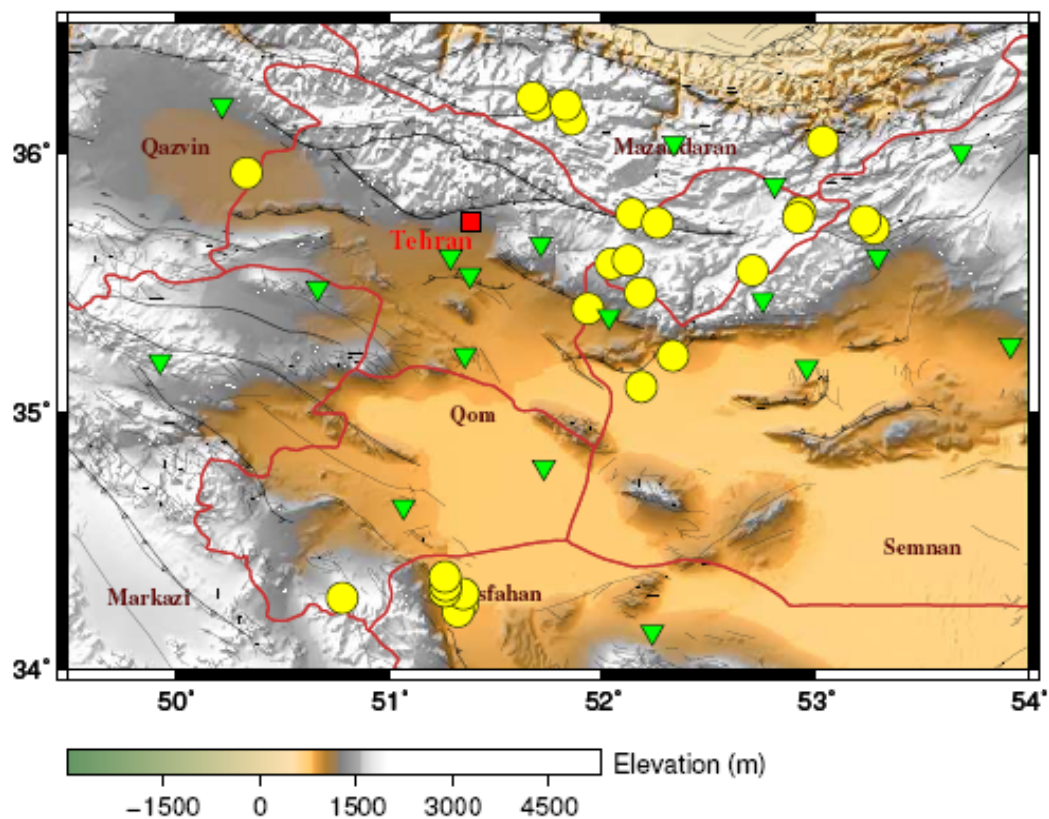 36˚
35˚
34˚
Qazvin
Mazandaran
Tehran
Qom
Semnan
Markazi
sfahan
50˚
51˚
52˚
53˚
54˚
Elevation (m)
−1500
0
1500
3000
4500